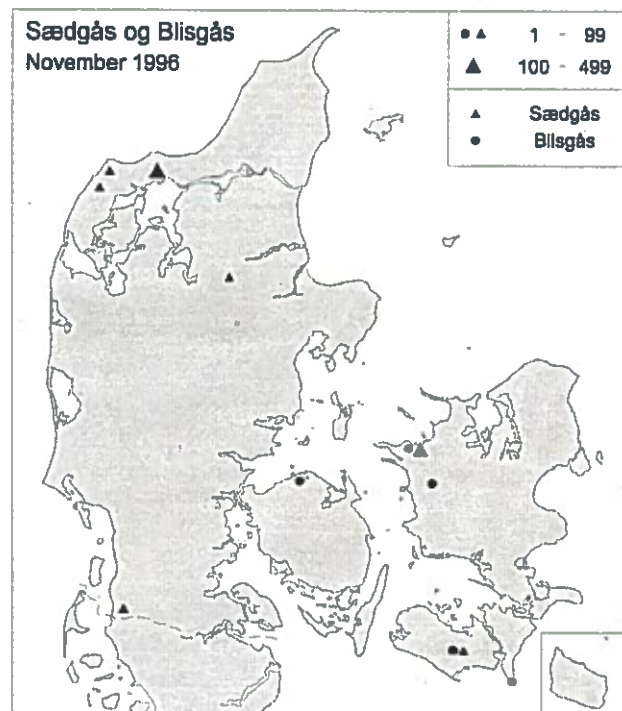 Sædgås og Blisgås
November 1996
1 - 99
100 - 499
Sædgås
Blisgås